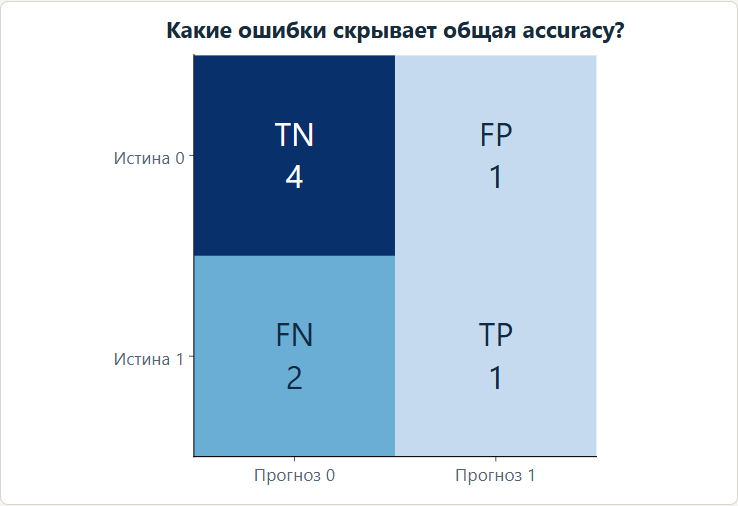 Какие ошибки скрывает общая accuracy?
Истина 0
TN
4
FP
1
Истина 1
FN
2
TP
1
Прогноз 0
Прогноз 1